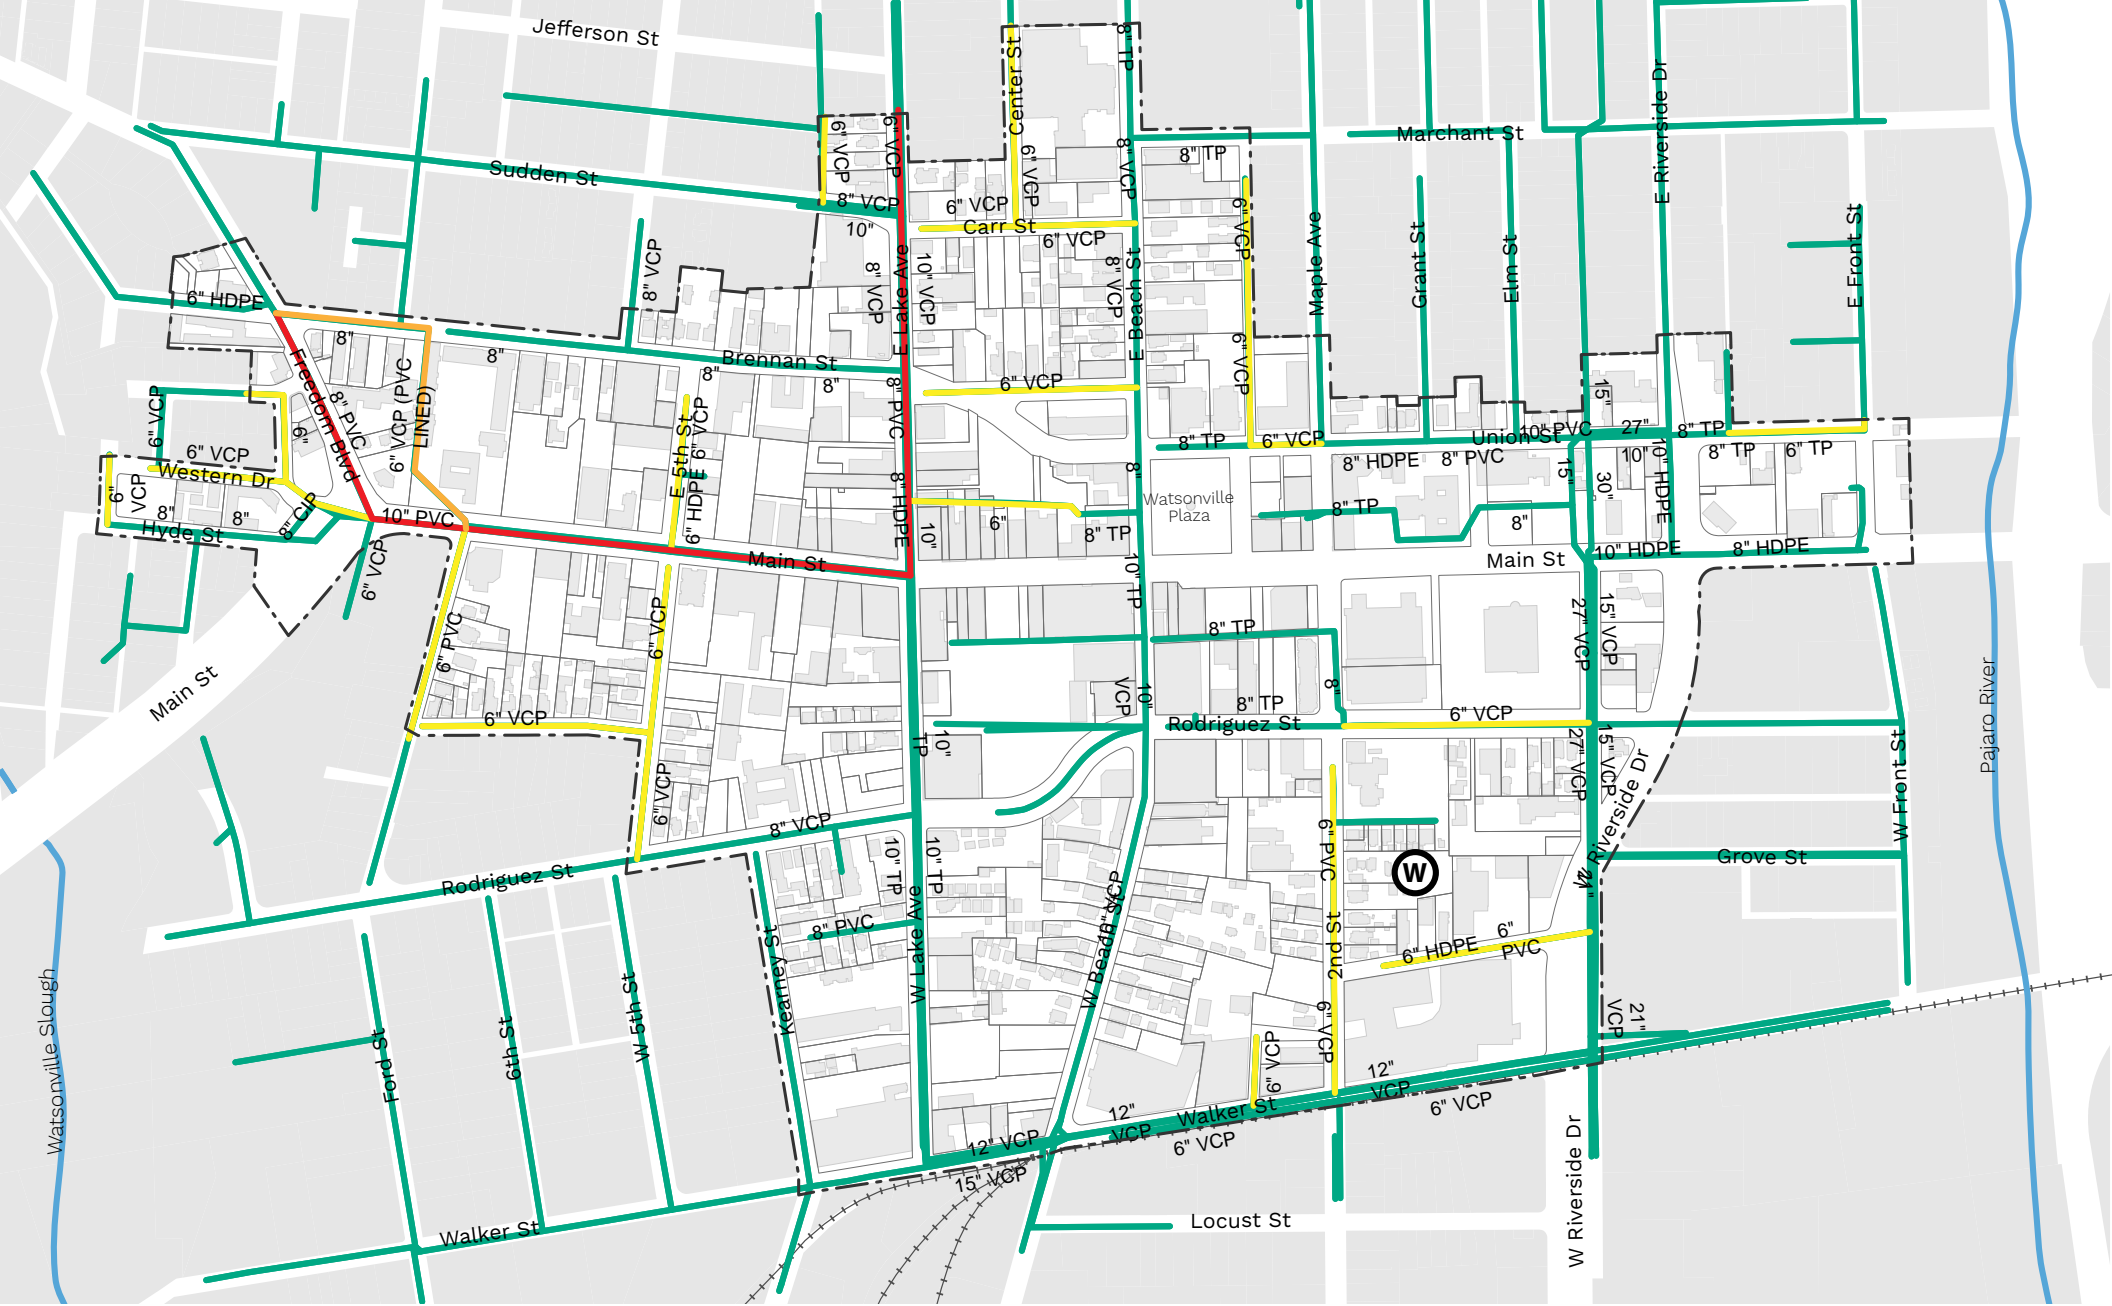 Jefferson St
Sudden St
6" VCP
6" VCP
8" VCP
10"
Center St
6" VCP
8" TP
8" VCP
8" TP
Marchant St
E Riverside Dr
6" VCP
Carr St
6" VCP
8" VCP
E Lake Ave
10" VCP
8" VCP
E Beach St
6" VCP
Maple Ave
Grant St
Elm St
E Front St
8" VCP
6" HDPE
8"
8"
Brennan St
8"
8"
Freedom Blvd
8" PVC
6" VCP (PVC
LINED)
6" VCP
6"
6" VCP
Western Dr
6"
VCP
8"
8"
Hyde St
8" CIP
10" PVC
6" VCP
E 5th St
6" VCP
6" HDPE
8" PVC
8" HDPE
6" VCP
6" VCP
8" TP
6" VCP
10" PVC
Union St
27"
8" TP
15"
10"
10" HDPE
8" TP
6" TP
8" HDPE
8" PVC
8"
Watsonville
Plaza
8" TP
8"
15"
30"
6"
8" TP
10"
Main St
Main St
10" HDPE
8" HDPE
10" TP
8" TP
8"
8" TP
27" VCP
15" VCP
6" PVC
6" VCP
6" VCP
6" VCP
Main St
10"
VCP
Rodriguez St
6" VCP
10"
TP
27" VCP
15" VCP
W Riverside Dr
W Front St
Pajaro River
8" VCP
Rodriguez St
10" TP
10" TP
W Lake Ave
8" PVC
Kearney St
W Beach St
VCP
6" PVC
2nd St
6" VCP
W
Grove St
21"
6" HDPE
6"
PVC
21"
VCP
Watsonville Slough
Ford St
6th St
W 5th St
6" VCP
12"
VCP
6" VCP
Walker St
12"
VCP
6" VCP
12" VCP
15" VCP
Walker St
Locust St
W Riverside Dr